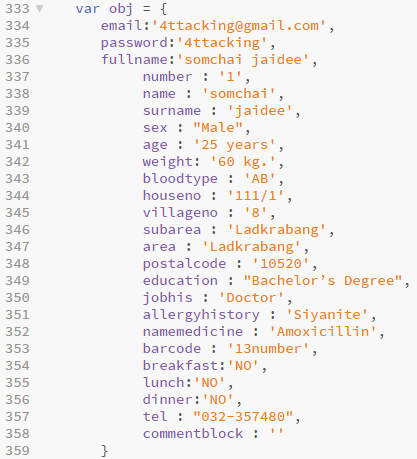 333 var obj = {
334 email:'4ttacking@gmail.com',
335 password:'4ttacking',
336 fullname:'somchai jaidee',
337 number : '1',
338 name : 'somchai',
339 surname : 'jaidee',
340 sex : "Male",
341 age : '25 years',
342 weight: '60 kg.',
343 bloodtype : 'AB',
344 houseno : '111/1',
345 villageno : '8',
346 subarea : 'Ladkrabang',
347 area : 'Ladkrabang',
348 postalcode : '10520',
349 education : "Bachelor’s Degree",
350 jobhis : 'Doctor',
351 allergyhistory : 'Siyanite',
352 namemedicine : 'Amoxicillin',
353 barcode : '13number',
354 breakfast:'NO',
355 lunch:'NO',
356 dinner:'NO',
357 tel : "032-357480",
358 commentblock : ''
359 }